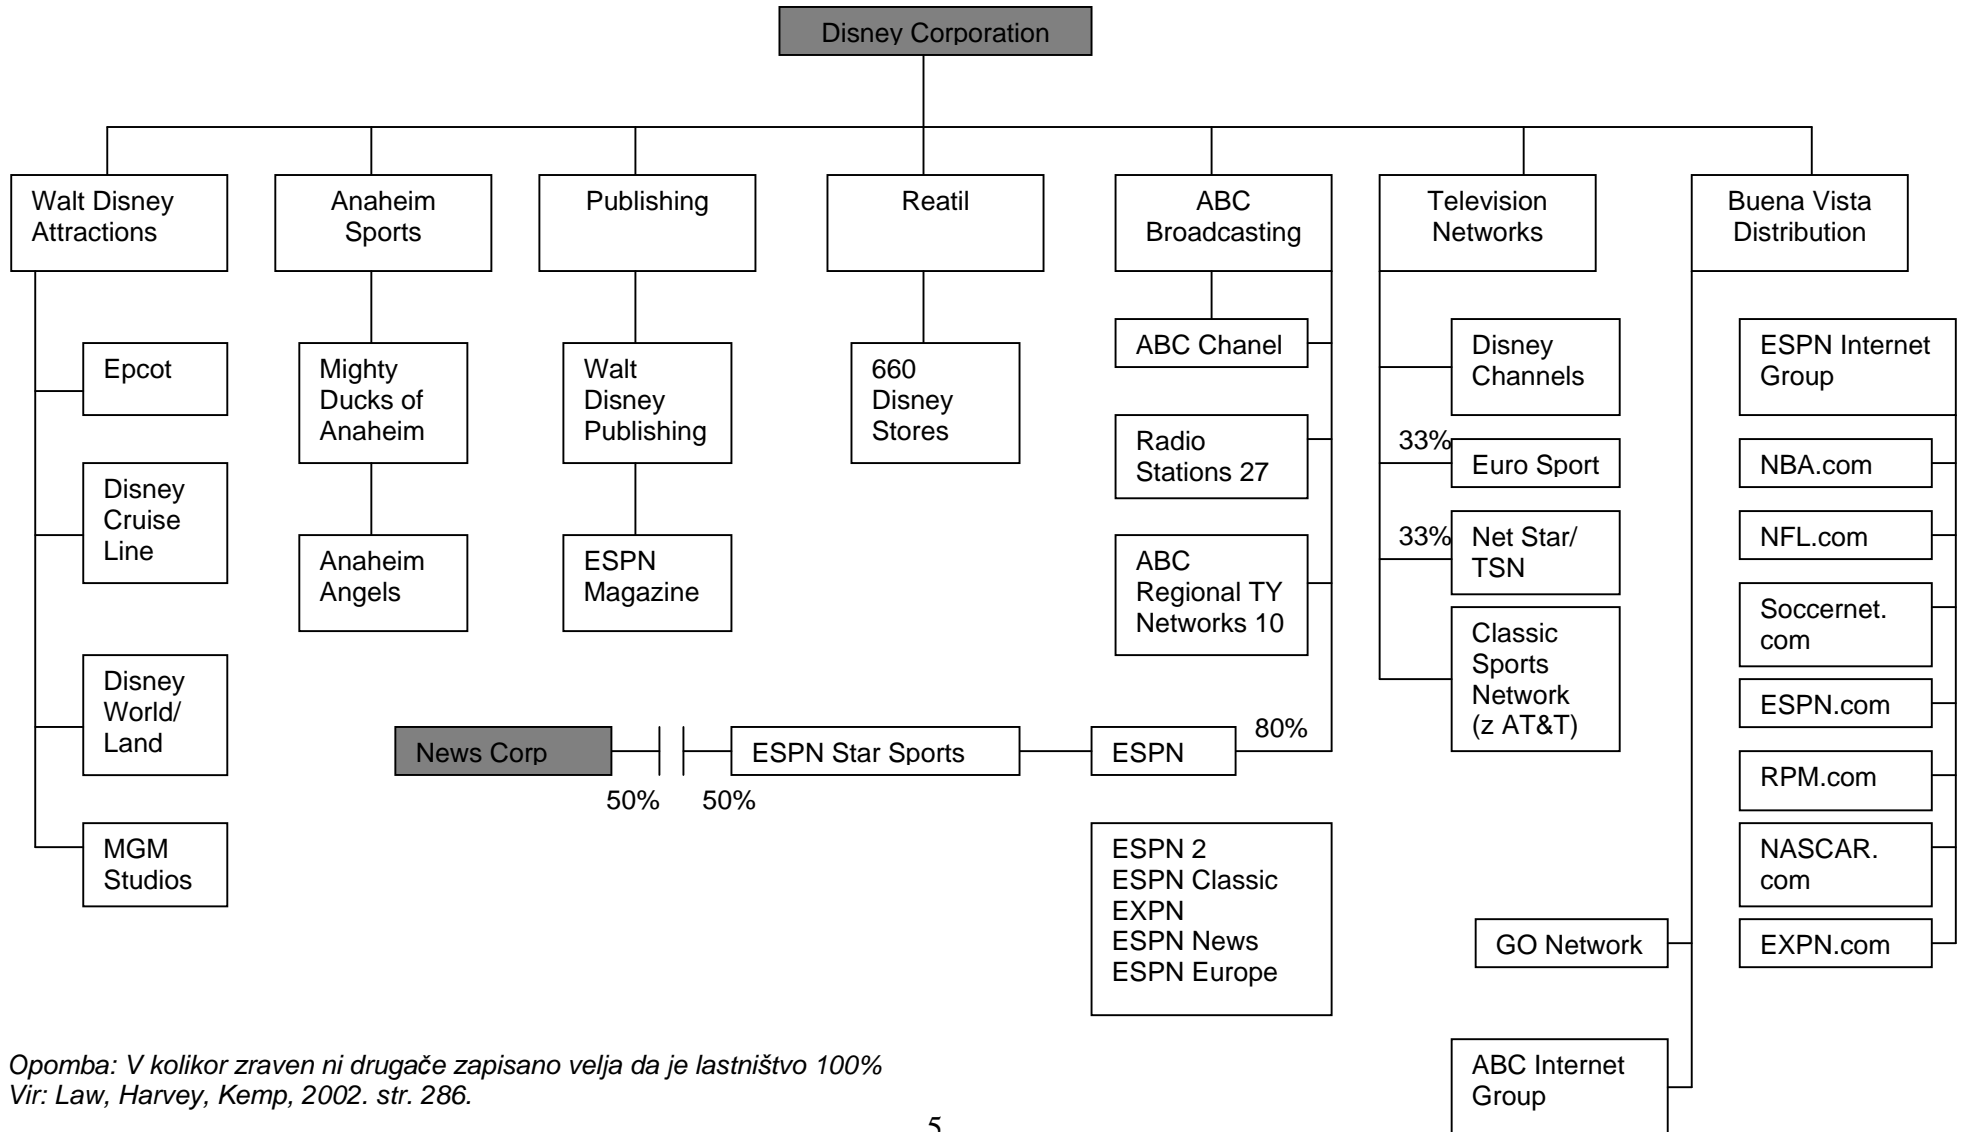 Disney Corporation
Walt Disney
Attractions
Anaheim
Sports
Publishing
Reatil
ABC
Broadcasting
Television
Networks
Buena Vista
Distribution
Epcot
Disney
Cruise
Line
Disney
World/
Land
MGM
Studios
Mighty
Ducks of
Anaheim
Anaheim
Angels
Walt
Disney
Publishing
ESPN
Magazine
660
Disney
Stores
ABC Chanel
Radio
Stations 27
ABC
Regional TY
Networks 10
80%
ESPN
ESPN Star Sports
News Corp
50%
50%
ESPN 2
ESPN Classic
EXPN
ESPN News
ESPN Europe
Disney
Channels
33%
Euro Sport
33%
Net Star/
TSN
Classic
Sports
Network
(z AT&T)
ESPN Internet
Group
NBA.com
NFL.com
Soccernet.
com
ESPN.com
RPM.com
NASCAR.
com
EXPN.com
GO Network
ABC Internet
Group
Opomba: V kolikor zraven ni drugače zapisano velja da je lastništvo 100%
Vir: Law, Harvey, Kemp, 2002. str. 286.
5